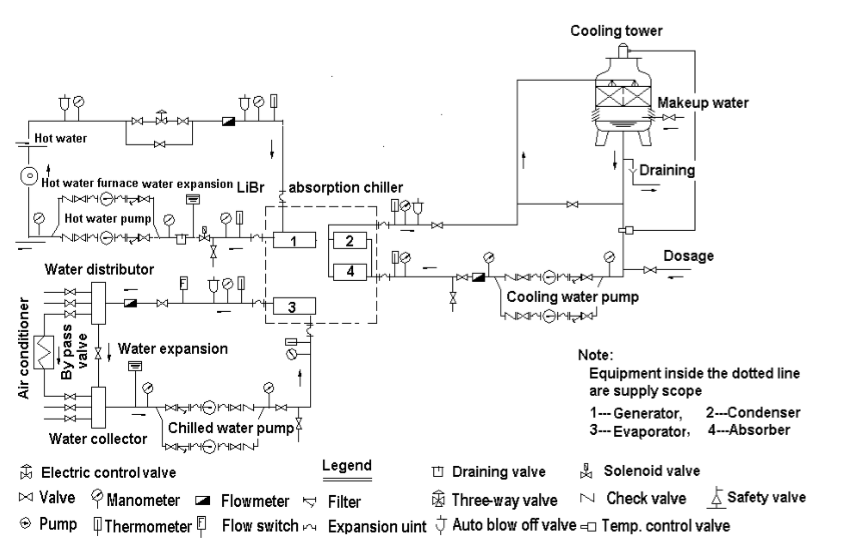 Cooling tower
Makeup water
Hot water
Draining
Hot water furnace water expansion LiBr absorption chiller
Hot water pump
1
2
4
3
Dosage
Water distributor
Cooling water pump
Air conditioner
By pass
valve
Water expansion
Chilled water pump
Water collector
Note:
Equipment inside the dotted line
are supply scope
1--- Generator, 2---Condenser
3--- Evaporator, 4---Absorber
Legend
Electric control valve
Draining valve
Solenoid valve
Valve
Manometer
Flowmeter
Filter
Three-way valve
Check valve
Safety valve
Pump
Thermometer
F
Flow switch
Expansion uint
Auto blow off valve
Temp. control valve
F